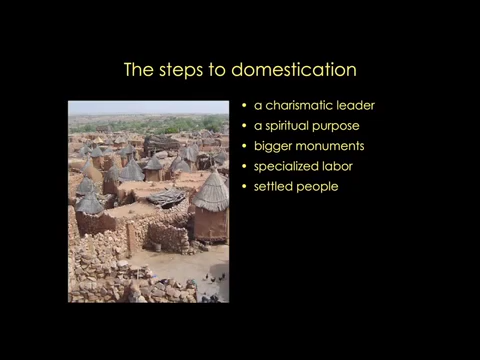 The steps to domestication
• a charismatic leader
• a spiritual purpose
• bigger monuments
• specialized labor
• settled people